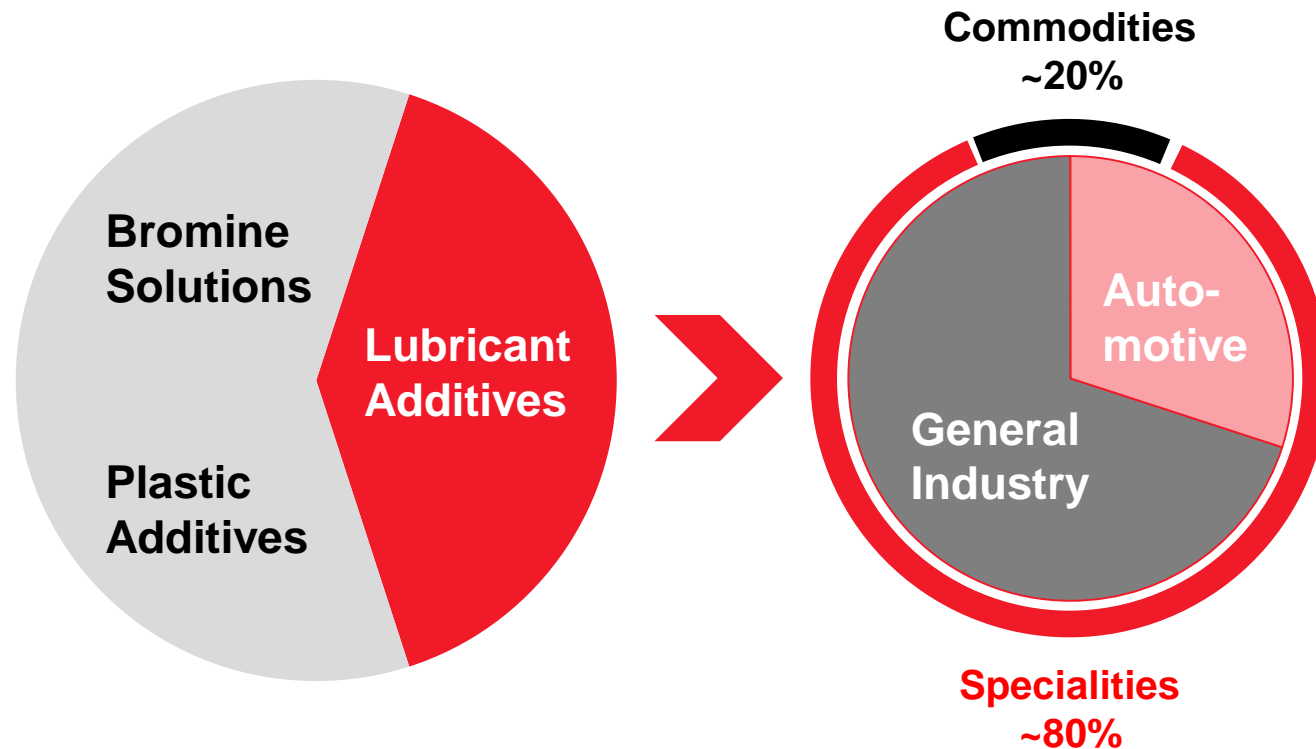 Commodities
~20%
Bromine
Solutions
Lubricant
Additives
Plastic
Additives
Auto-
motive
General
Industry
Specialities
~80%